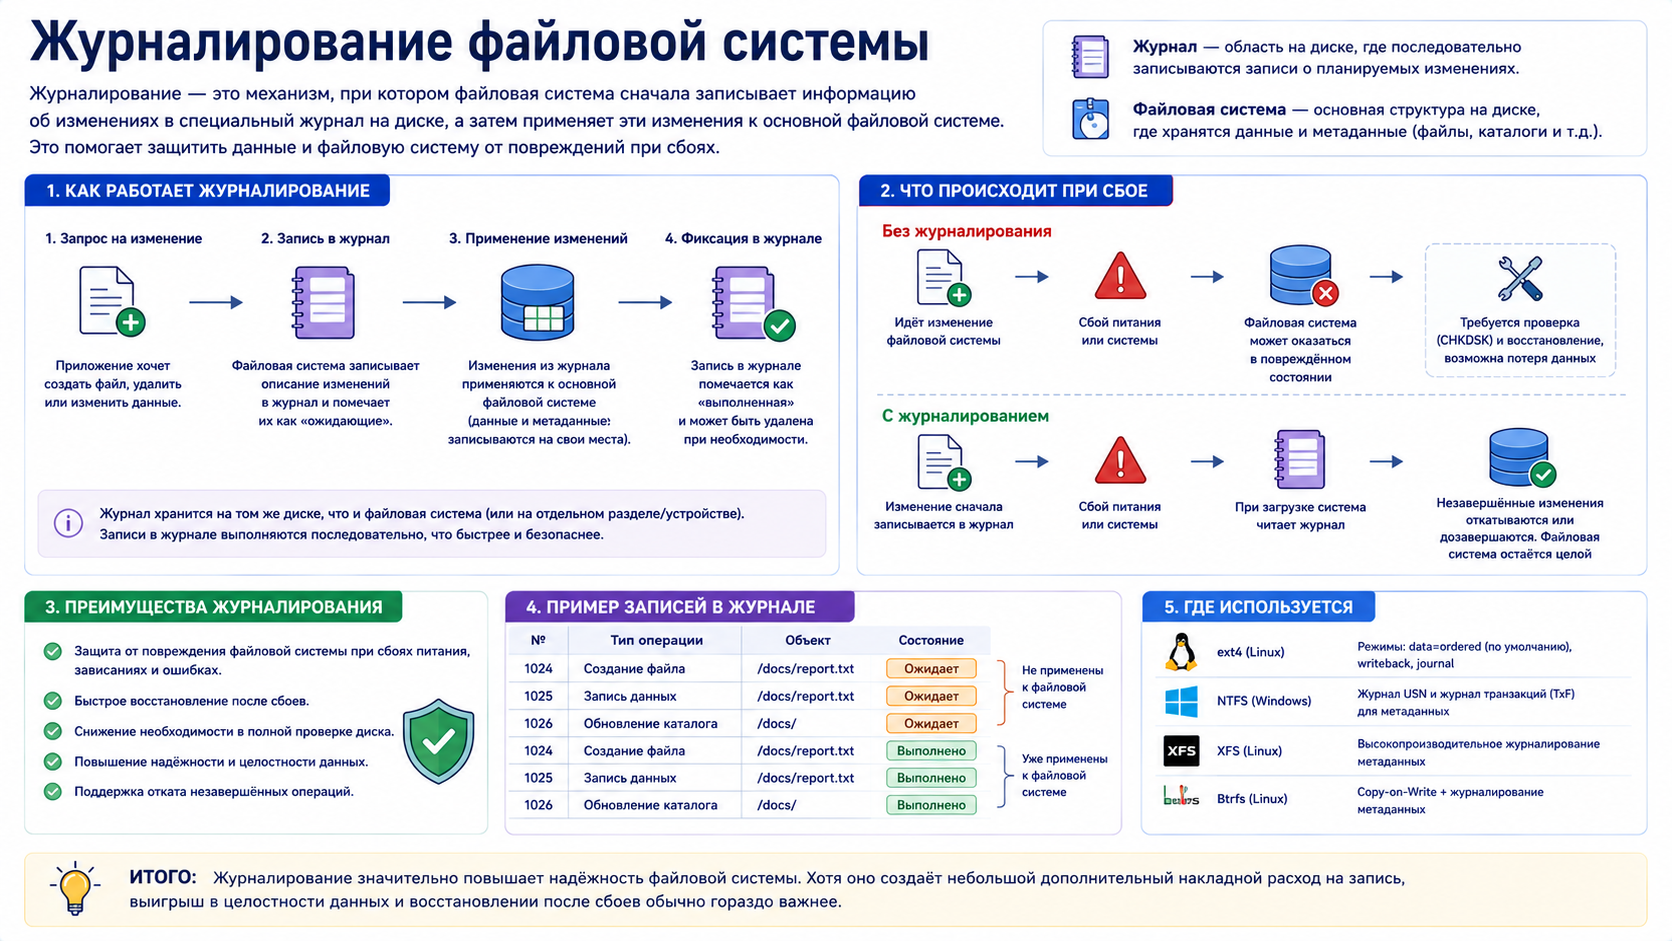 Журналирование файловой системы
Журналирование — это механизм, при котором файловая система сначала записывает информацию
об изменениях в специальный журнал на диске, а затем применяет эти изменения к основной файловой системе.
Это помогает защитить данные и файловую систему от повреждений при сбоях.
Журнал — область на диске, где последовательно
записываются записи о планируемых изменениях.
Файловая система — основная структура на диске,
где хранятся данные и метаданные (файлы, каталоги и т.д.).
1. КАК РАБОТАЕТ ЖУРНАЛИРОВАНИЕ
1. Запрос на изменение
Приложение хочет
создать файл, удалить
или изменить данные.
2. Запись в журнал
Файловая система записывает
описание изменений
в журнал и помечает
их как «ожидающие».
3. Применение изменений
Изменения из журнала
применяются к основной
файловой системе
(данные и метаданные:
записываются на свои места).
4. Фиксация в журнале
Запись в журнале
помечается как
«выполненная»
и может быть удалена
при необходимости.
Журнал хранится на том же диске, что и файловая система (или на отдельном разделе/устройстве).
Записи в журнале выполняются последовательно, что быстрее и безопаснее.
2. ЧТО ПРОИСХОДИТ ПРИ СБОЕ
Без журналирования
Идёт изменение
файловой системы
Сбой питания
или системы
Файловая система
может оказаться
в повреждённом
состоянии
Требуется проверка
(CHKDSK) и восстановление,
возможна потеря данных
С журналированием
Изменение сначала
записывается в журнал
Сбой питания
или системы
При загрузке система
читает журнал
Незавершённые изменения
откатываются или
дозавершаются. Файловая
система остаётся целой
3. ПРЕИМУЩЕСТВА ЖУРНАЛИРОВАНИЯ
Защита от повреждения файловой системы при сбоях питания,
зависаниях и ошибках.
Быстрое восстановление после сбоев.
Снижение необходимости в полной проверке диска.
Повышение надёжности и целостности данных.
Поддержка отката незавершённых операций.
4. ПРИМЕР ЗАПИСЕЙ В ЖУРНАЛЕ
№ Тип операции Объект Состояние
1024 Создание файла /docs/report.txt Ожидает
1025 Запись данных /docs/report.txt Ожидает
1026 Обновление каталога /docs/ Ожидает
1024 Создание файла /docs/report.txt Выполнено
1025 Запись данных /docs/report.txt Выполнено
1026 Обновление каталога /docs/ Выполнено
Не применены
к файловой
системе
Уже применены
к файловой
системе
5. ГДЕ ИСПОЛЬЗУЕТСЯ
ext4 (Linux)
Режимы: data=ordered (по умолчанию),
writeback, journal
NTFS (Windows)
Журнал USN и журнал транзакций (TxF)
для метаданных
XFS
XFS (Linux)
Высокопроизводительное журналирование
метаданных
Btrfs (Linux)
Copy-on-Write + журналирование
метаданных
ИТОГО: Журналирование значительно повышает надёжность файловой системы. Хотя оно создаёт небольшой дополнительный накладной расход на запись,
выигрыш в целостности данных и восстановлении после сбоев обычно гораздо важнее.